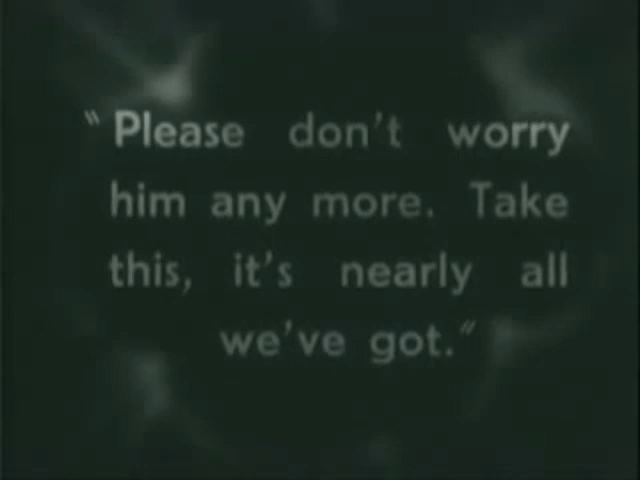 "Please don't worry
him any more. Take
this, it's nearly all
we've got."